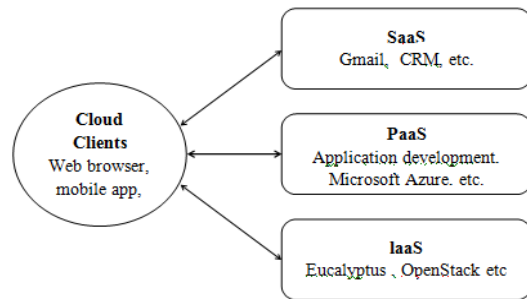 SaaS
Gmail、 CRM, etc.
Cloud
Clients
Web browser,
mobile app,
PaaS
Application development.
Microsoft Azure. etc.
IaaS
Eucalyptus 、OpenStack etc